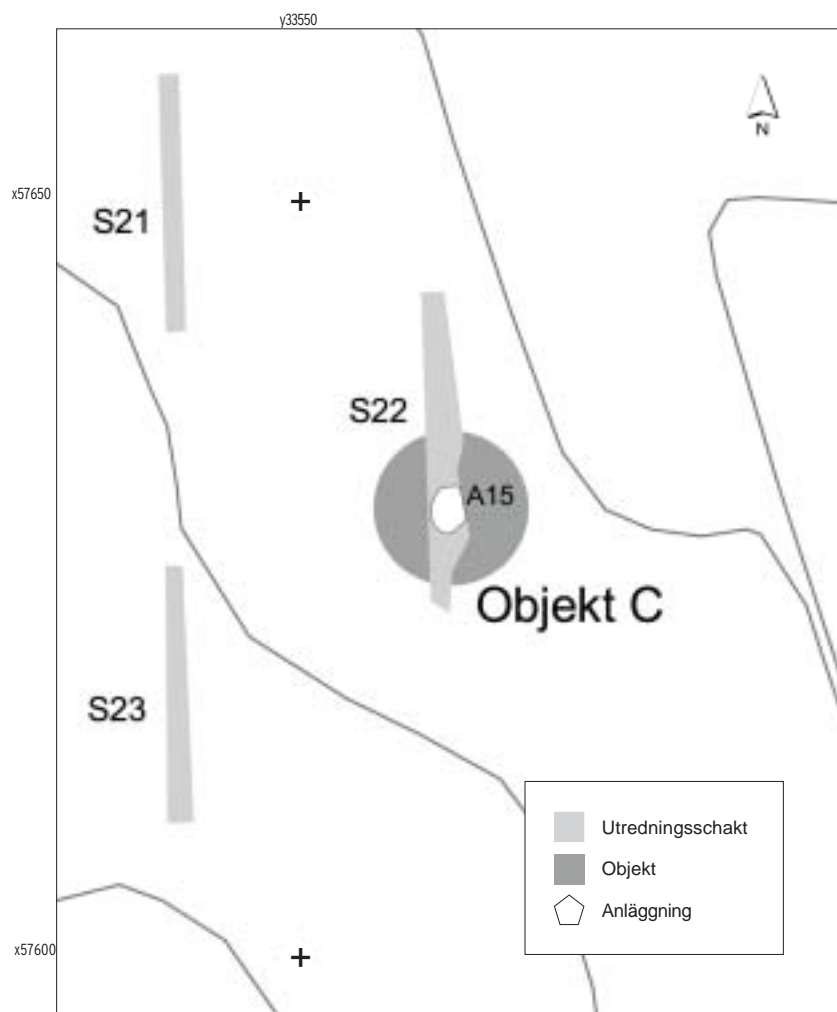 y33550
N
x57650
S21
S22
A15
Objekt C
S23
Utredningsschakt
Objekt
Anläggning
x57600